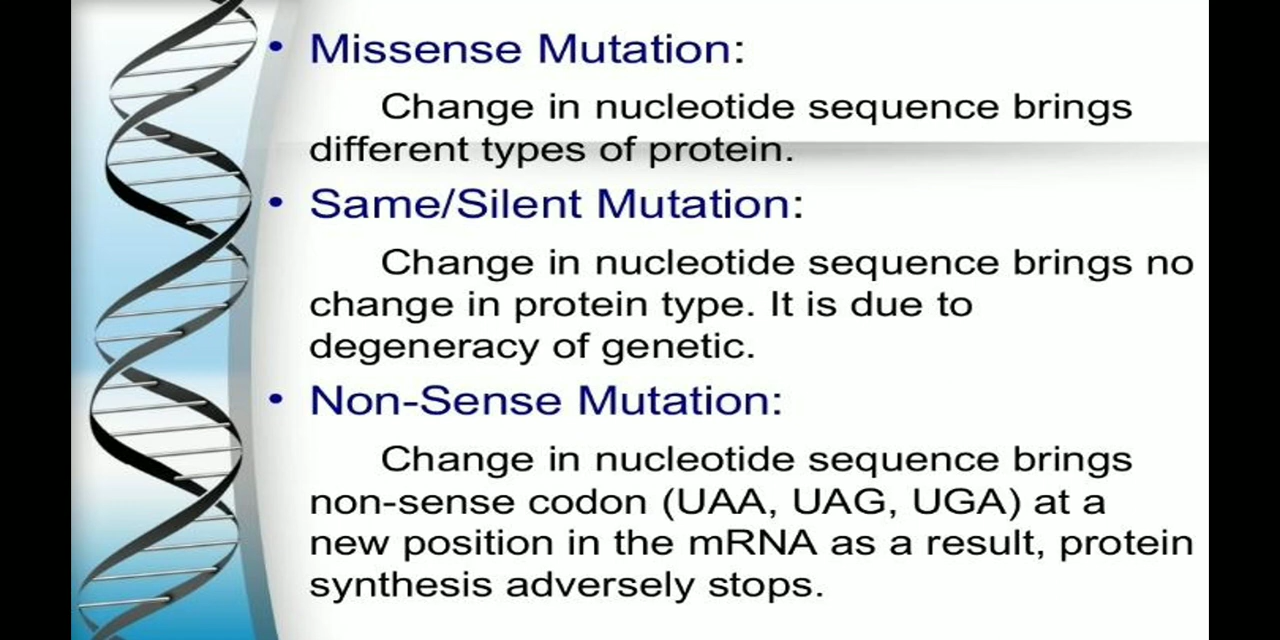 • Missense Mutation:
Change in nucleotide sequence brings
different types of protein.
• Same/Silent Mutation:
Change in nucleotide sequence brings no
change in protein type. It is due to
degeneracy of genetic.
• Non-Sense Mutation:
Change in nucleotide sequence brings
non-sense codon (UAA, UAG, UGA) at a
new position in the mRNA as a result, protein
synthesis adversely stops.